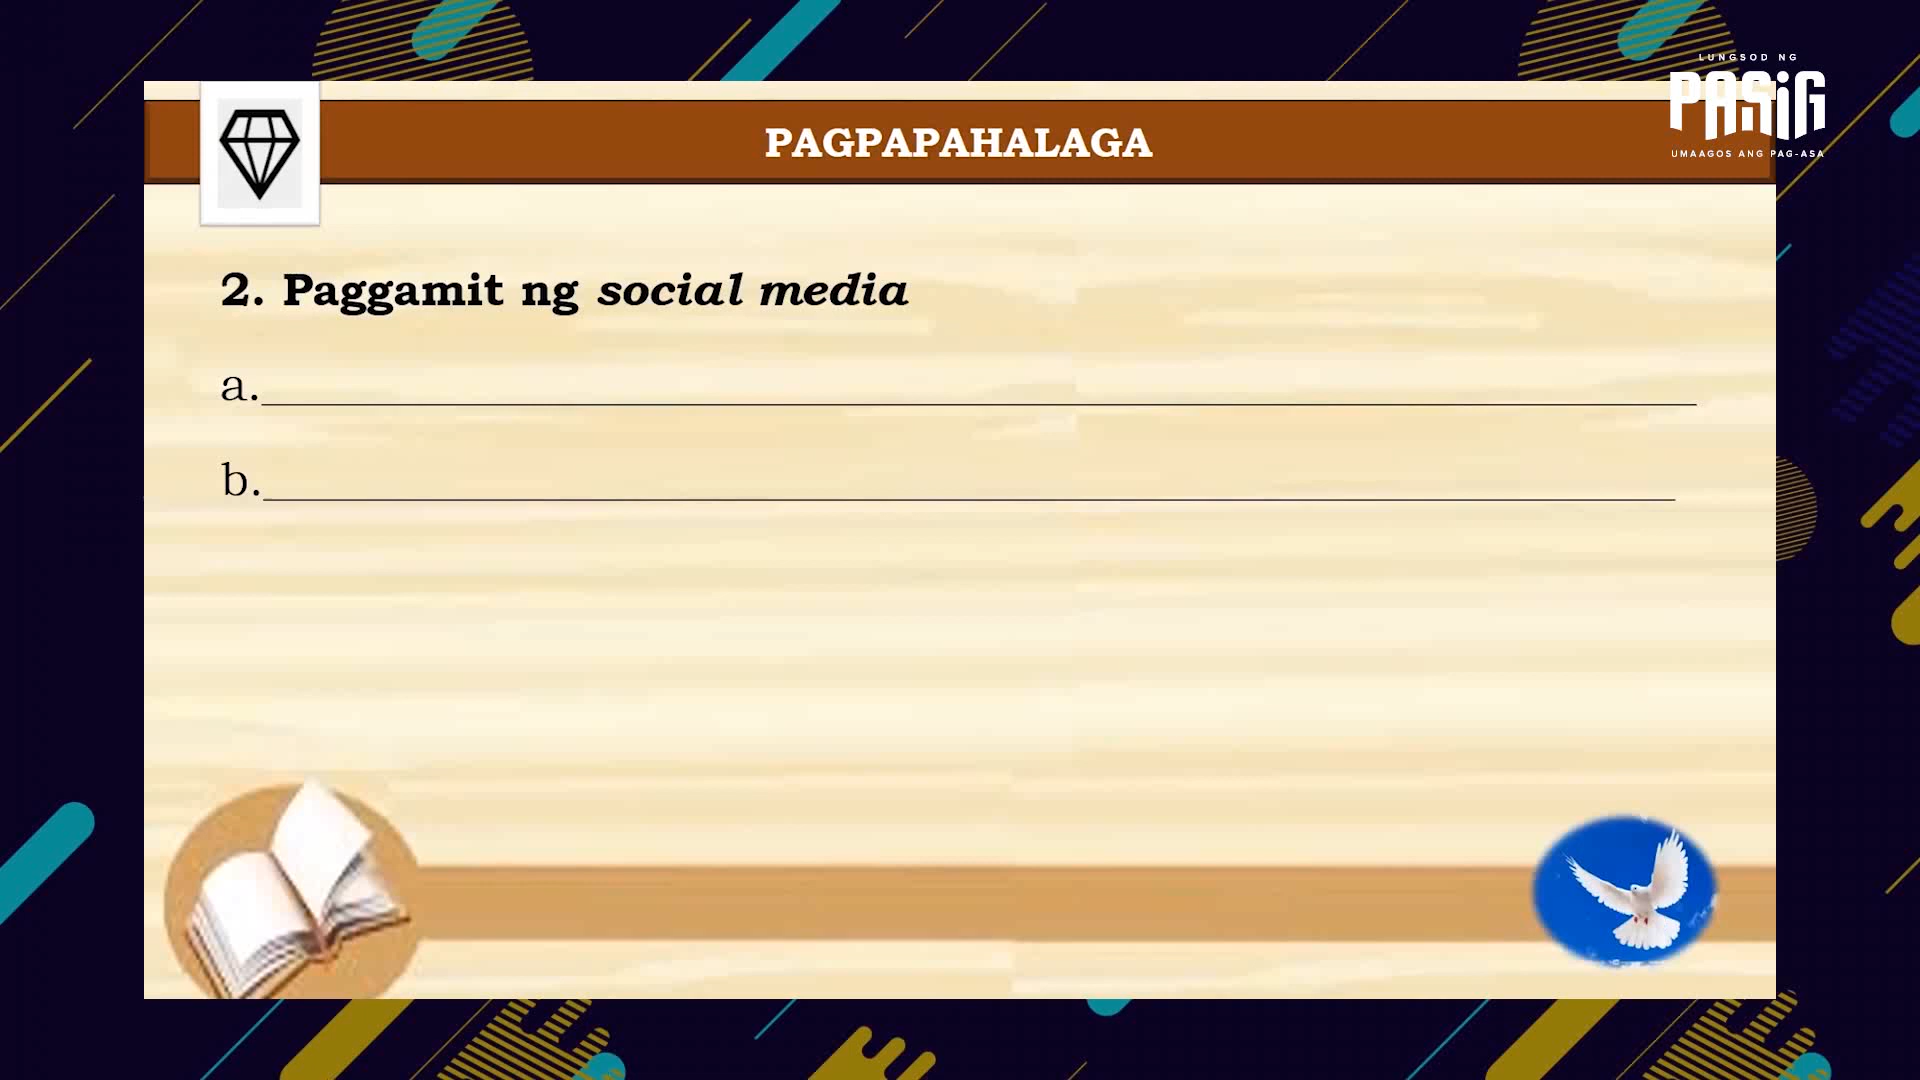 LUNGSOD NG
PASIG
UMAAGOS ANG PAG-ASA
PAGPAPAHALAGA
2. Paggamit ng social media
a.
b.